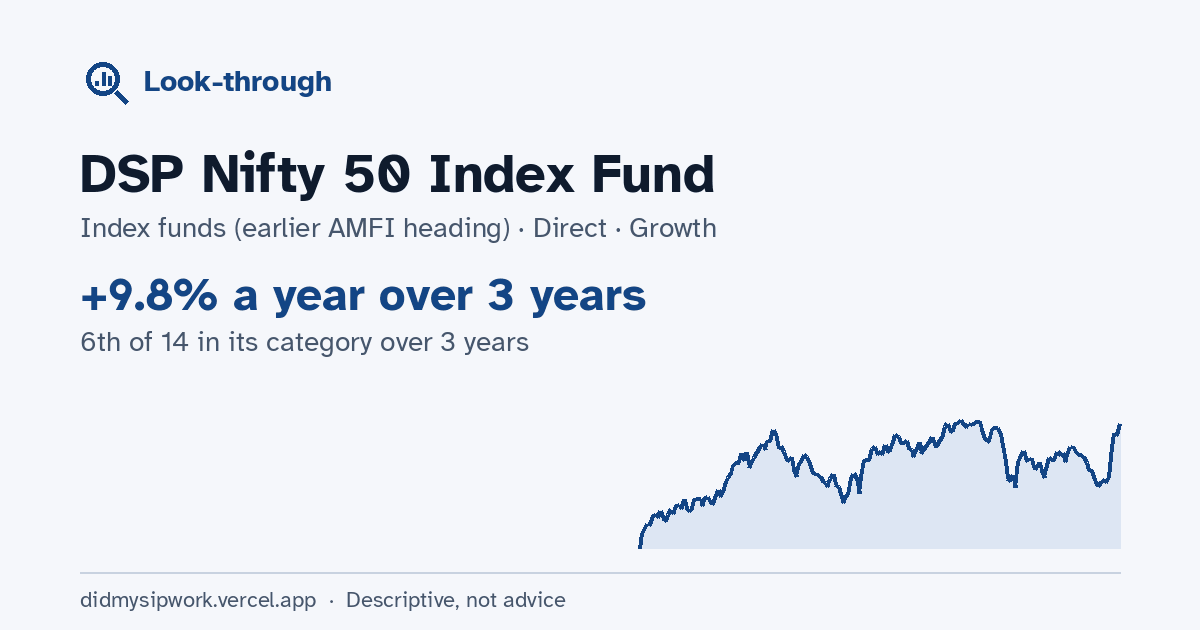 Look-through
DSP Nifty 50 Index Fund
Index funds (earlier AMFI heading) · Direct · Growth
+9.8% a year over 3 years
6th of 14 in its category over 3 years
didmysipwork.vercel.app · Descriptive, not advice